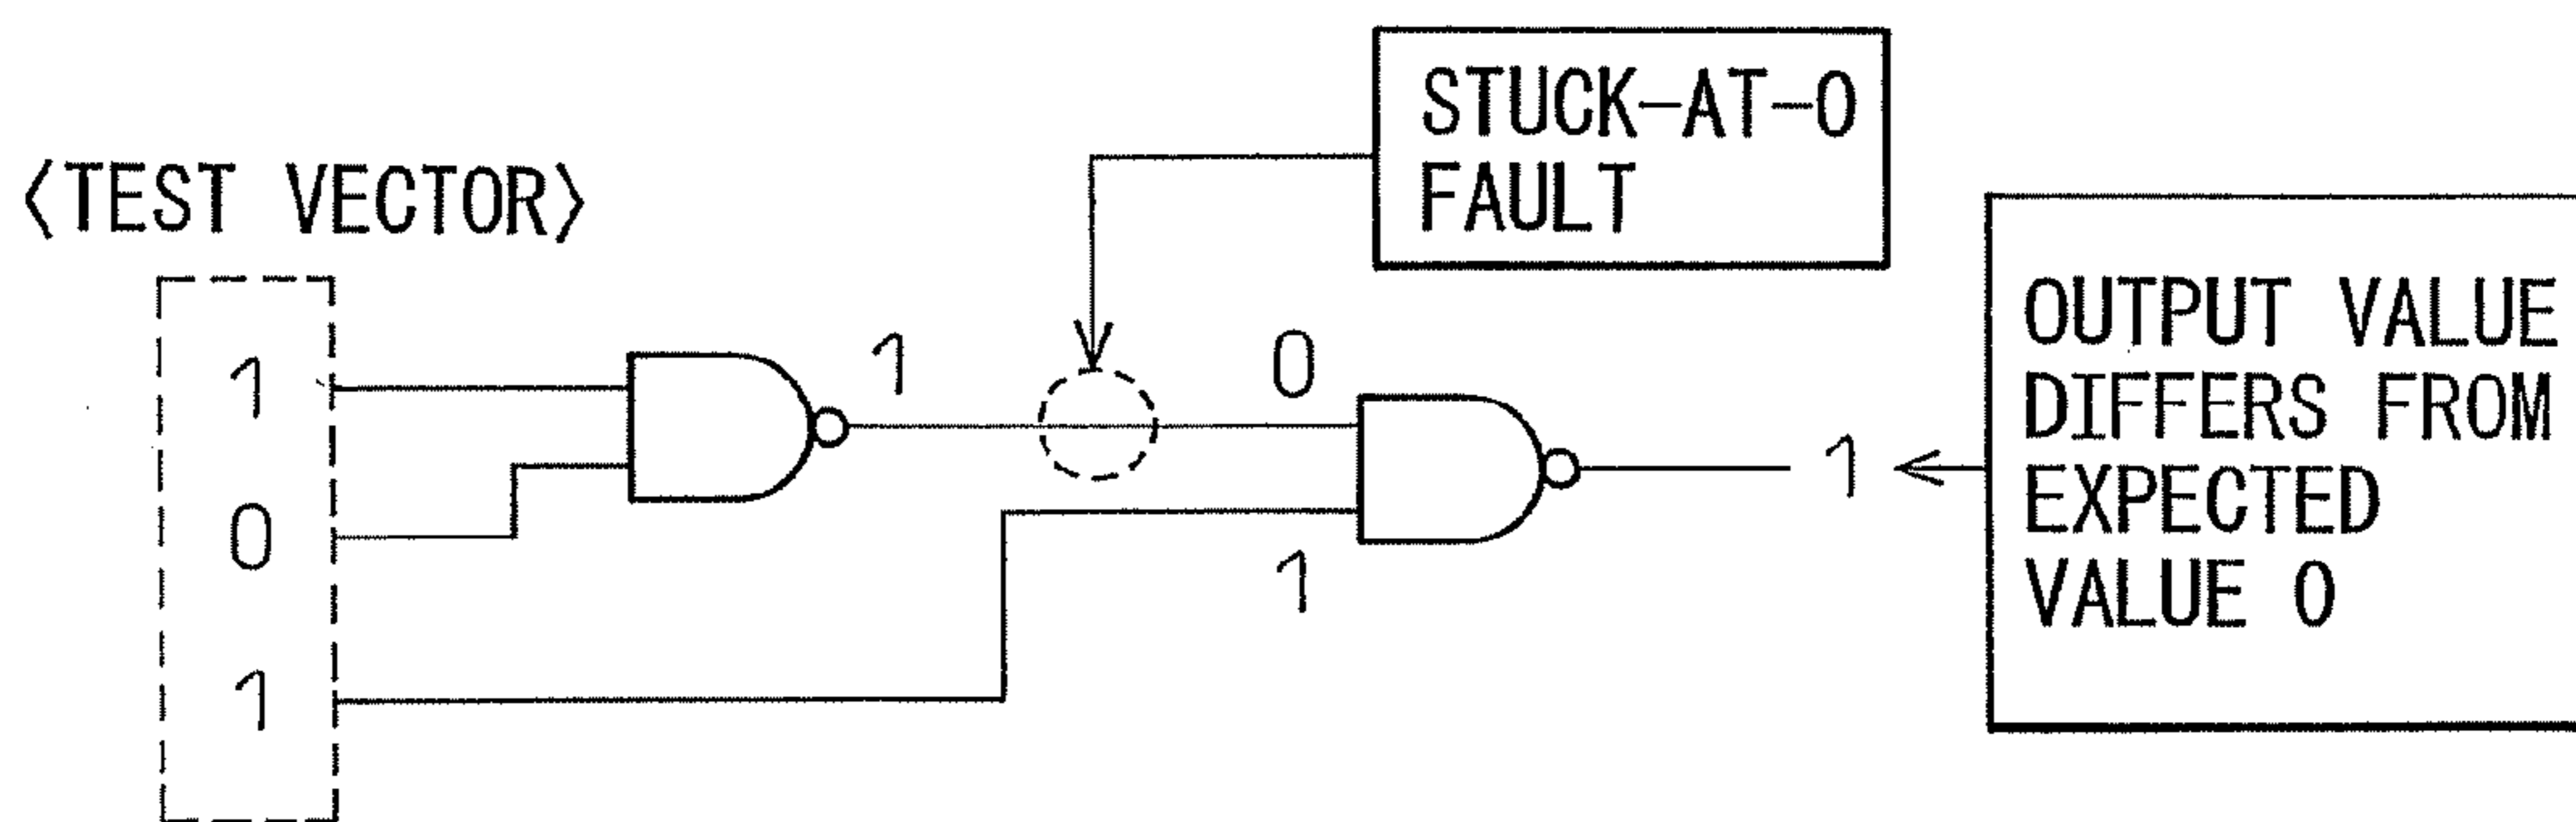 STUCK-AT-0
FAULT
〈TEST VECTOR〉
1
0
1
1
0
1
1
OUTPUT VALUE
DIFFERS FROM
EXPECTED
VALUE 0